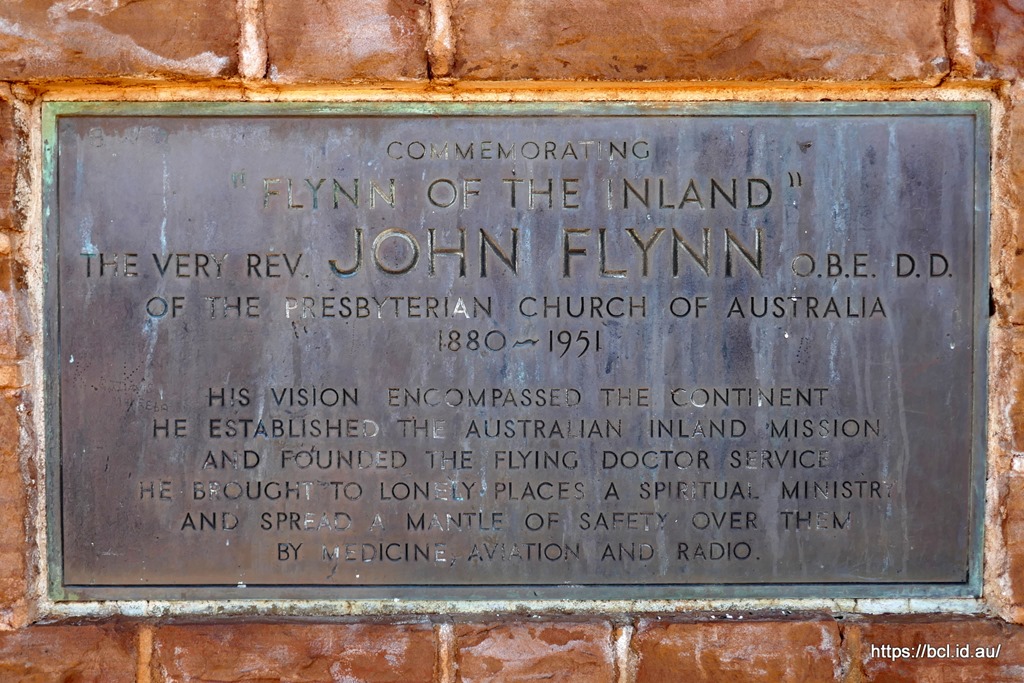 COMMEMORATING
"FLYNN OF THE INLAND"
THE VERY REV. JOHN FLYNN O.B.E. D.D.
OF THE PRESBYTERIAN CHURCH OF AUSTRALIA
1880~1951
HIS VISION ENCOMPASSED THE CONTINENT
HE ESTABLISHED THE AUSTRALIAN INLAND MISSION
AND FOUNDED THE FLYING DOCTOR SERVICE
HE BROUGHT TO LONELY PLACES A SPIRITUAL MINISTRY
AND SPREAD A MANTLE OF SAFETY OVER THEM
BY MEDICINE, AVIATION AND RADIO.
https://bcl.id.au/